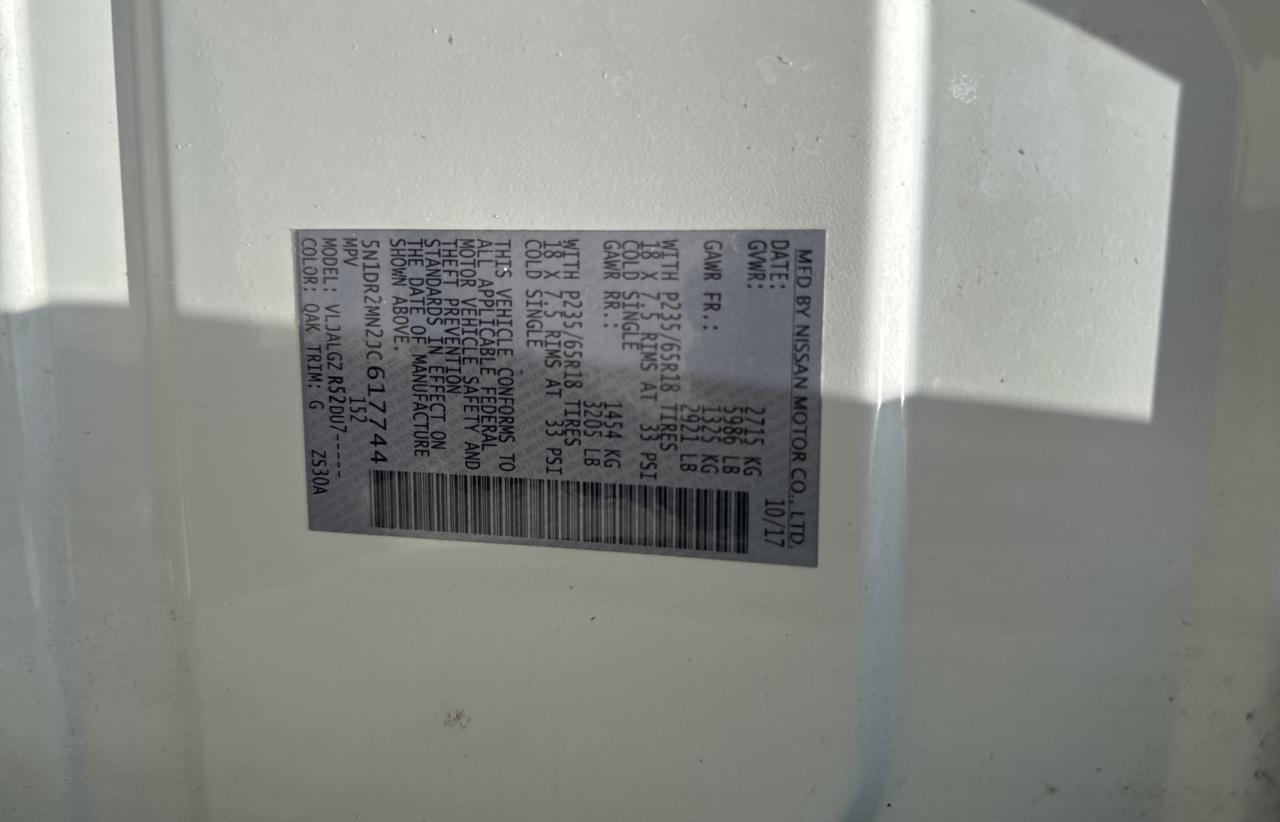 MFD BY NISSAN MOTOR CO., LTD.
DATE: 10/17
GVWR: 2715 KG
5986 LB
GAWR FR.: 1325 KG
2921 LB
WITH P235/65R18 TIRES
18 X 7.5 RIMS AT 33 PSI
COLD SINGLE
GAWR RR.: 1454 KG
3205 LB
WITH P235/65R18 TIRES
18 X 7.5 RIMS AT 33 PSI
COLD SINGLE
THIS VEHICLE CONFORMS TO
ALL APPLICABLE FEDERAL
MOTOR VEHICLE SAFETY AND
THEFT PREVENTION
STANDARDS IN EFFECT ON
THE DATE OF MANUFACTURE
SHOWN ABOVE.
5N1DR2MN2JC617744
MPV 152
MODEL: VLJALGZ R52DU7-----
COLOR: QAK TRIM: G ZS30A